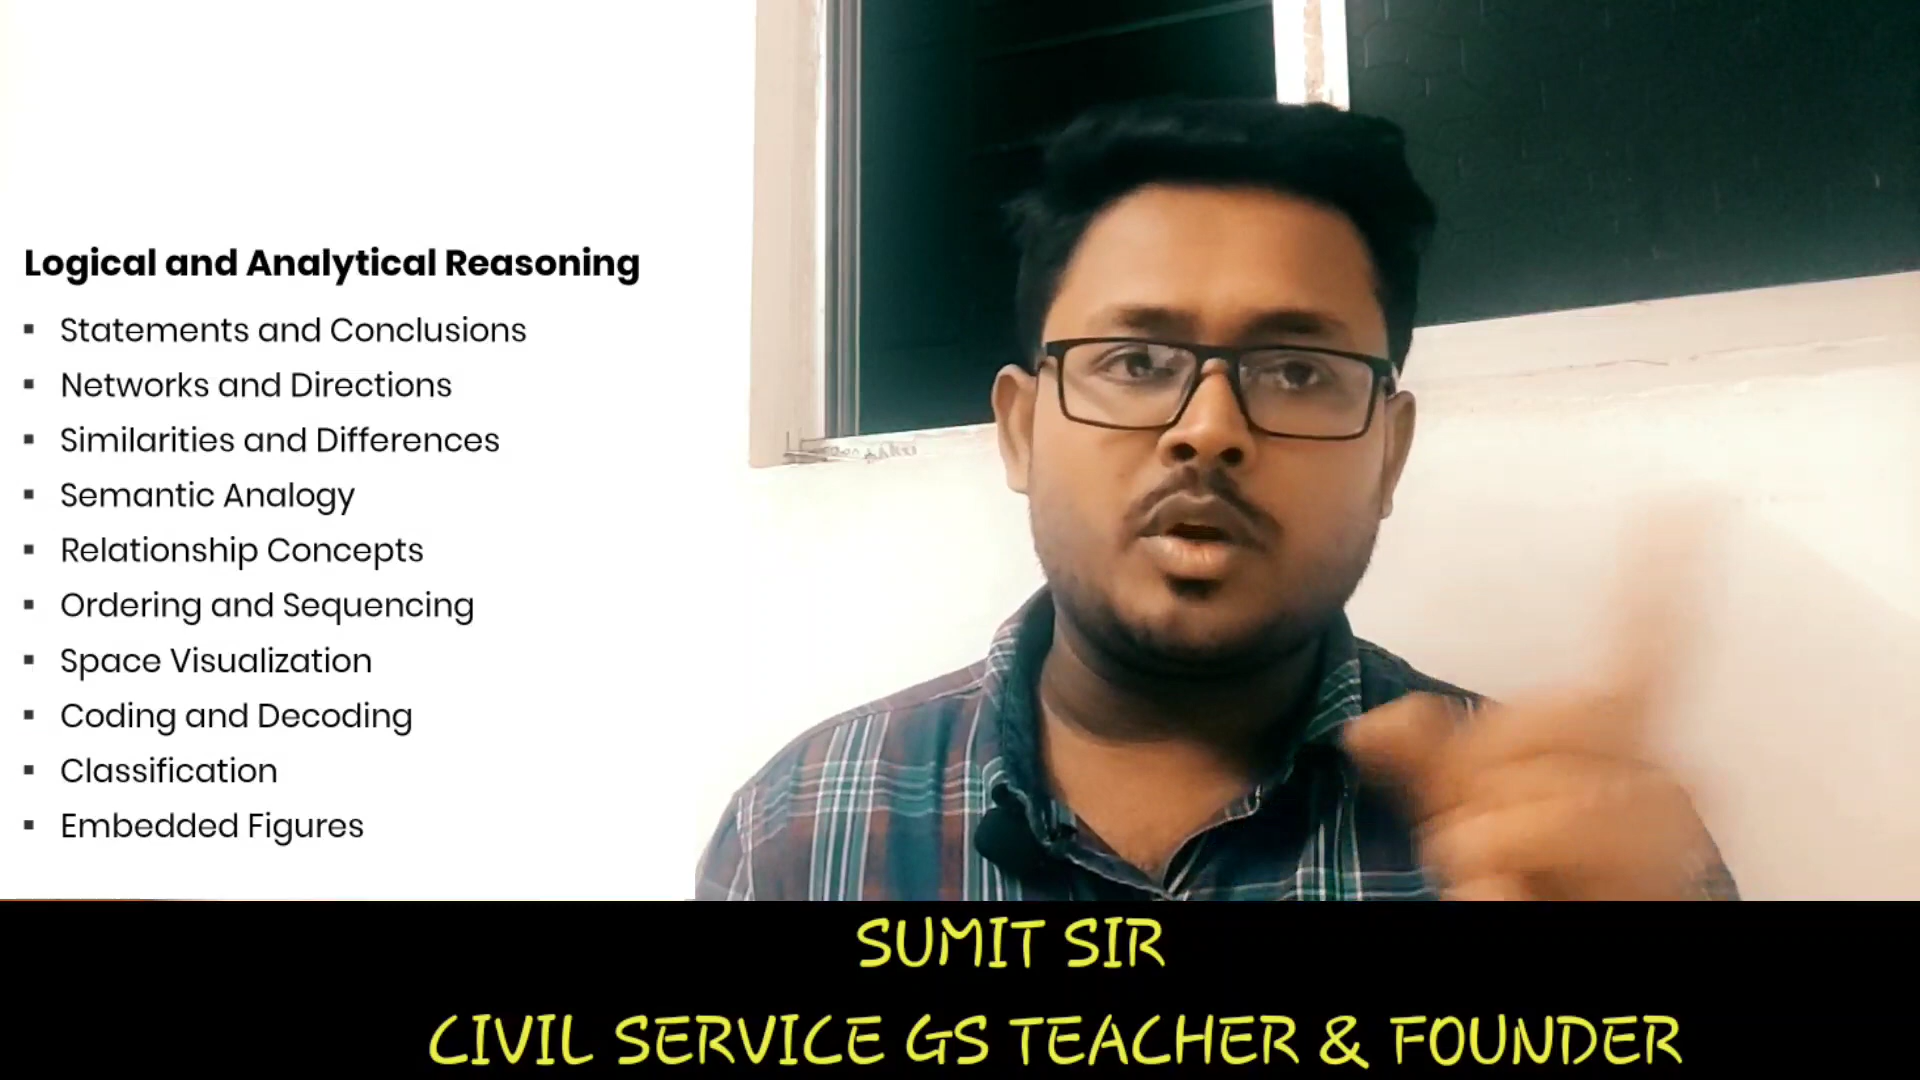 Logical and Analytical Reasoning
▪ Statements and Conclusions
▪ Networks and Directions
▪ Similarities and Differences
▪ Semantic Analogy
▪ Relationship Concepts
▪ Ordering and Sequencing
▪ Space Visualization
▪ Coding and Decoding
▪ Classification
▪ Embedded Figures
SUMIT SIR
CIVIL SERVICE GS TEACHER & FOUNDER